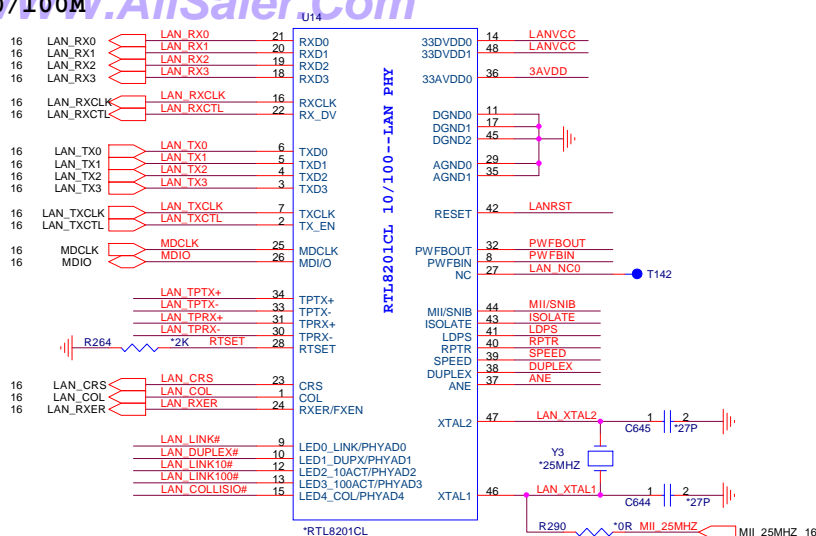 www.AllSaler.Com
0/100M
U14
16 LAN_RX0 LAN_RX0 21 RXD0 33DVDD0 14 LANVCC
16 LAN_RX1 LAN_RX1 20 RXD1 33DVDD1 48 LANVCC
16 LAN_RX2 LAN_RX2 19 RXD2
16 LAN_RX3 LAN_RX3 18 RXD3 33AVDD0 36 3AVDD
16 LAN_RXCLK LAN_RXCLK 16 RXCLK
16 LAN_RXCTL LAN_RXCTL 22 RX_DV DGND0 11
DGND1 17
DGND2 45
16 LAN_TX0 LAN_TX0 6 TXD0
16 LAN_TX1 LAN_TX1 5 TXD1 AGND0 29
16 LAN_TX2 LAN_TX2 4 TXD2 AGND1 35
16 LAN_TX3 LAN_TX3 3 TXD3
16 LAN_TXCLK LAN_TXCLK 7 TXCLK RESET 42 LANRST
16 LAN_TXCTL LAN_TXCTL 2 TX_EN
16 MDCLK MDCLK 25 MDCLK PWFBOUT 32 PWFBOUT
16 MDIO MDIO 26 MDI/O PWFBIN 8 PWFBIN
NC 27 LAN_NC0 T142
RTL8201CL 10/100--LAN PHY
LAN_TPTX+ 34 TPTX+ MII/SNIB 44 MII/SNIB
LAN_TPTX- 33 TPTX- ISOLATE 43 ISOLATE
LAN_TPRX+ 31 TPRX+ LDPS 41 LDPS
LAN_TPRX- 30 TPRX- RPTR 40 RPTR
R264 *2K RTSET 28 RTSET SPEED 39 SPEED
DUPLEX 38 DUPLEX
ANE 37 ANE
16 LAN_CRS LAN_CRS 23 CRS
16 LAN_COL LAN_COL 1 COL
16 LAN_RXER LAN_RXER 24 RXER/FXEN
XTAL2 47 LAN_XTAL2 1 2
C645 *27P
LAN_LINK# 9 LED0_LINK/PHYAD0
LAN_DUPLEX# 10 LED1_DUPX/PHYAD1
LAN_LINK10# 12 LED2_10ACT/PHYAD2
LAN_LINK100# 13 LED3_100ACT/PHYAD3
LAN_COLLISIO# 15 LED4_COL/PHYAD4
Y3
*25MHZ
XTAL1 46 LAN_XTAL1 1 2
C644 *27P
*RTL8201CL
R290 *0R MII_25MHZ MII_25MHZ 16